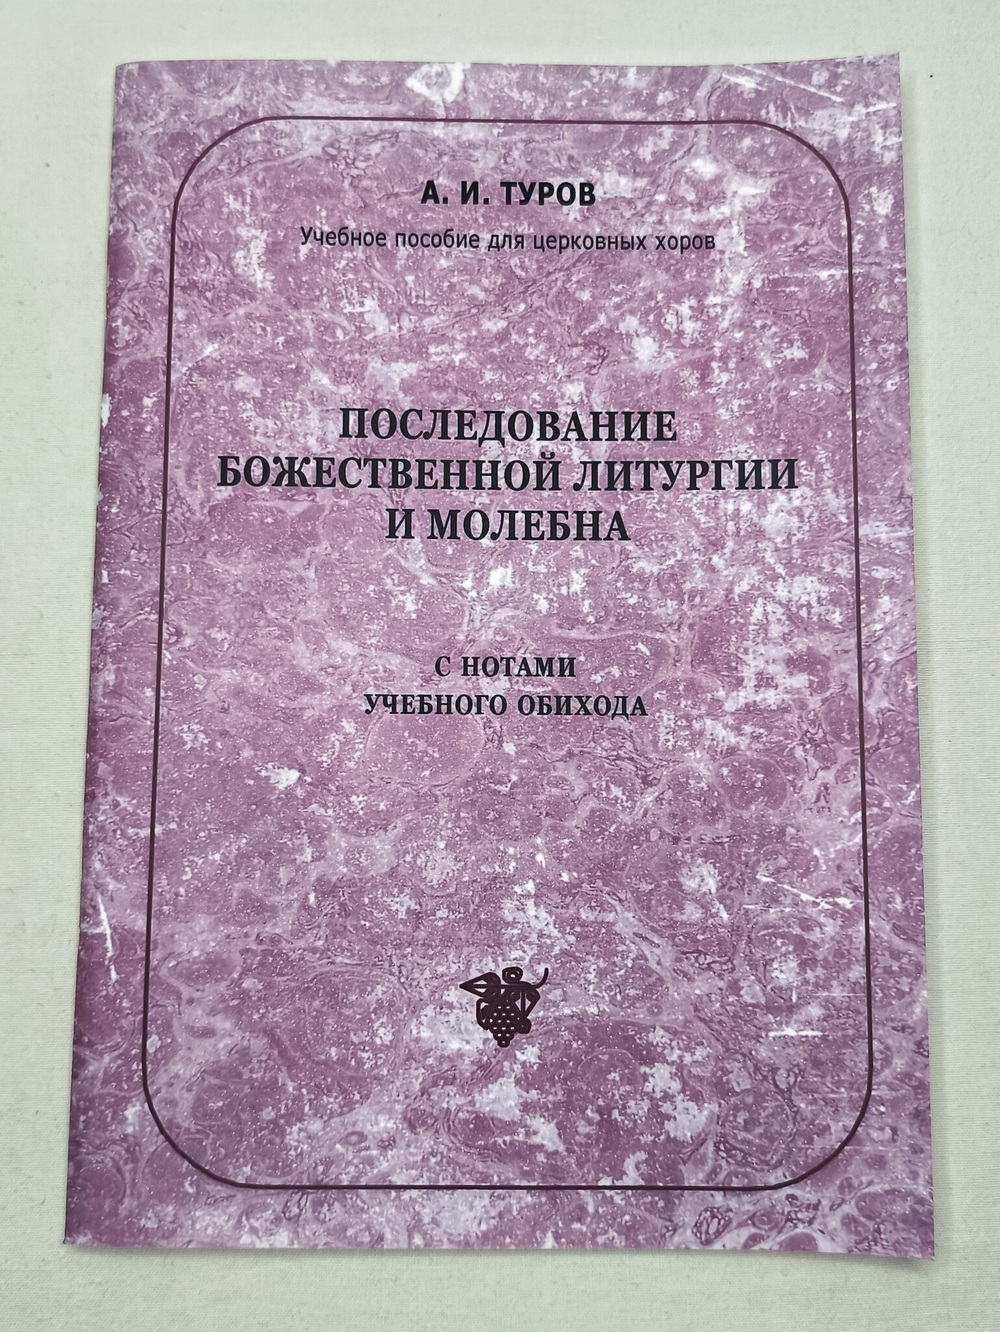 А. И. ТУРОВ
Учебное пособие для церковных хоров
ПОСЛЕДОВАНИЕ
БОЖЕСТВЕННОЙ ЛИТУРГИИ
И МОЛЕБНА
С НОТАМИ
УЧЕБНОГО ОБИХОДА